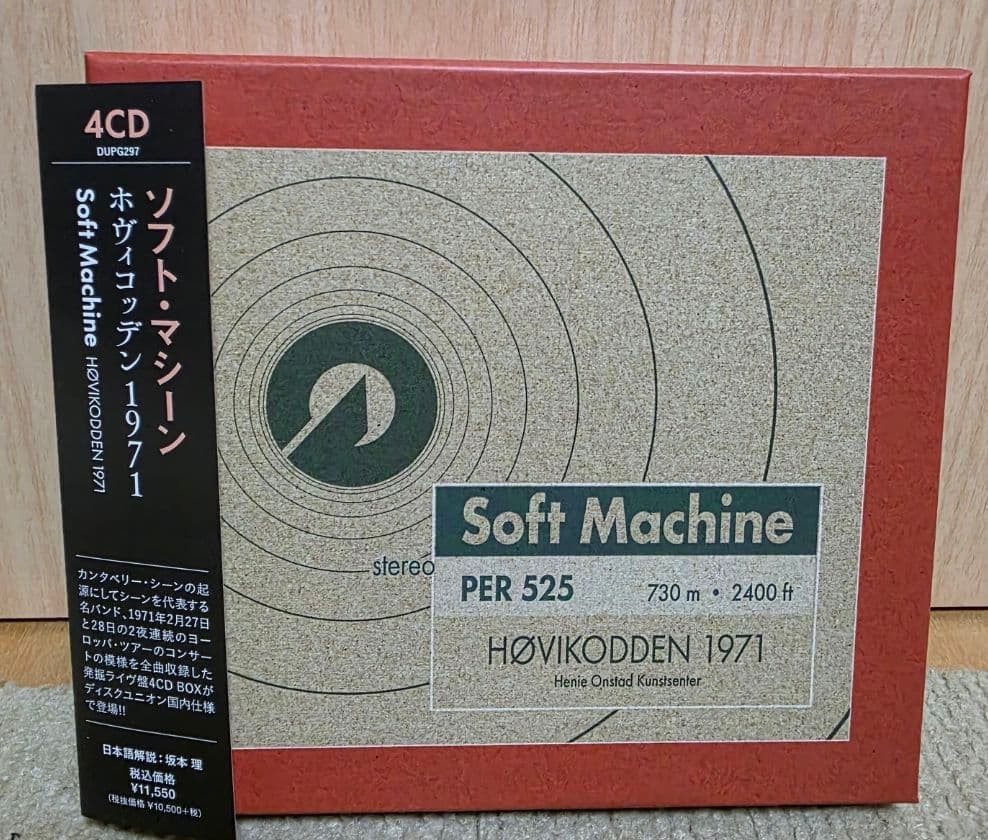 4CD
DUPG297
ソフト・マシーン
ホヴィコッデン 1971
Soft Machine HØVIKODDEN 1971
カンタベリー・シーンの起
源にしてシーンを代表する
名バンド、1971年2月27日
と28日の2夜連続のヨー
ロッパ・ツアーのコンサー
トの模様を全曲収録した
発掘ライヴ盤4CD BOXが
ディスクユニオン国内仕様
で登場!!
日本語解説:坂本 理
税込価格
¥11,550
(税抜価格 ¥10,500+税)
stereo
Soft Machine
PER 525 730 m • 2400 ft
HØVIKODDEN 1971
Henie Onstad Kunstsenter